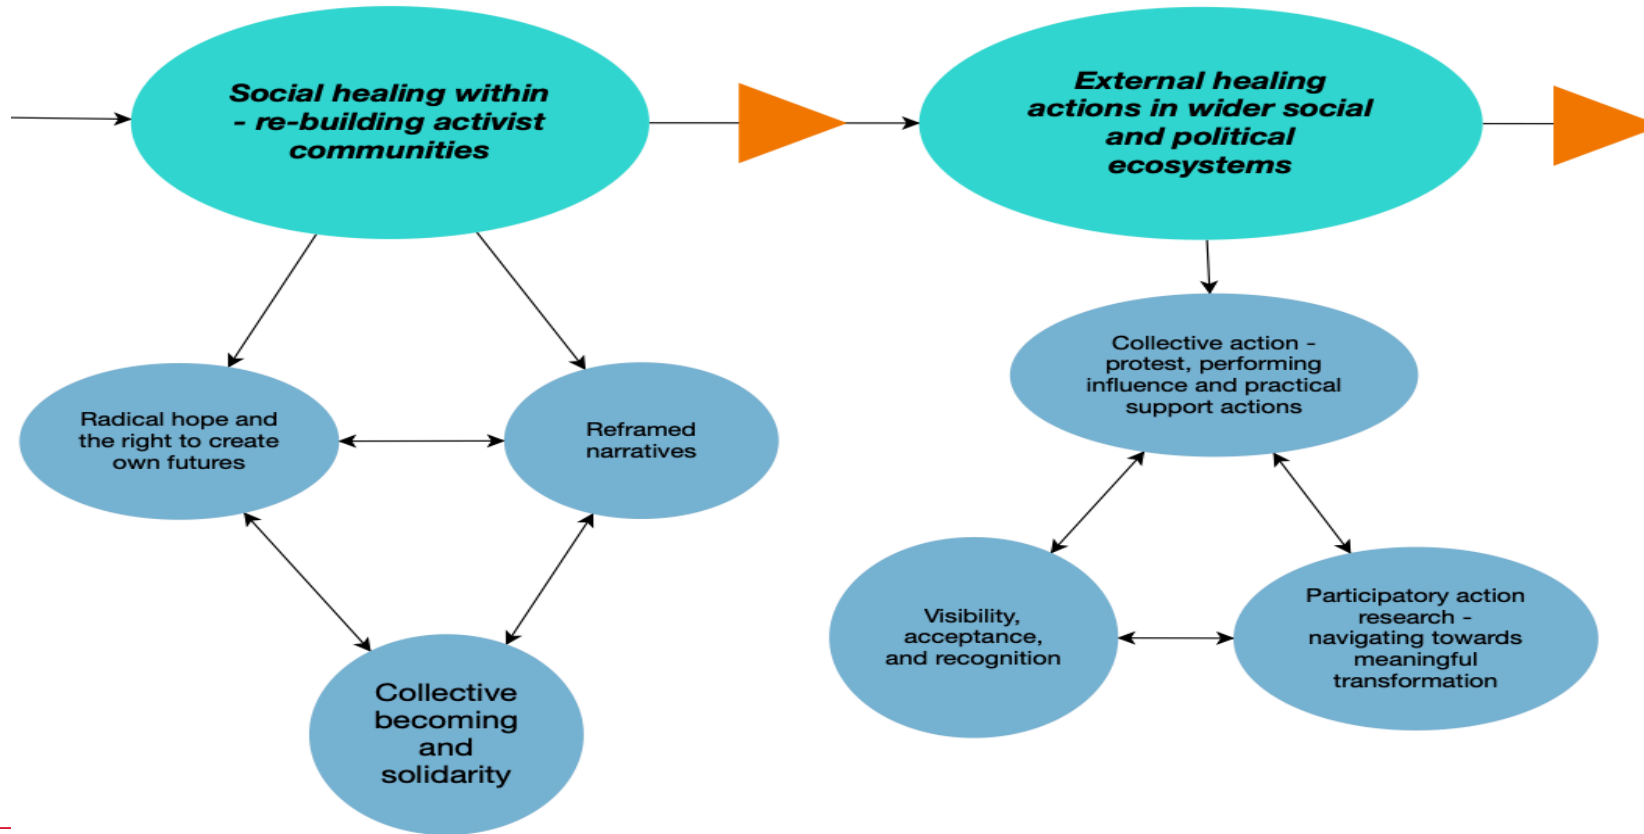 Social healing within
- re-building activist
communities
External healing
actions in wider social
and political
ecosystems
Radical hope and
the right to create
own futures
Reframed
narratives
Collective
becoming
and
solidarity
Collective action -
protest, performing
influence and practical
support actions
Visibility,
acceptance,
and recognition
Participatory action
research -
navigating towards
meaningful
transformation